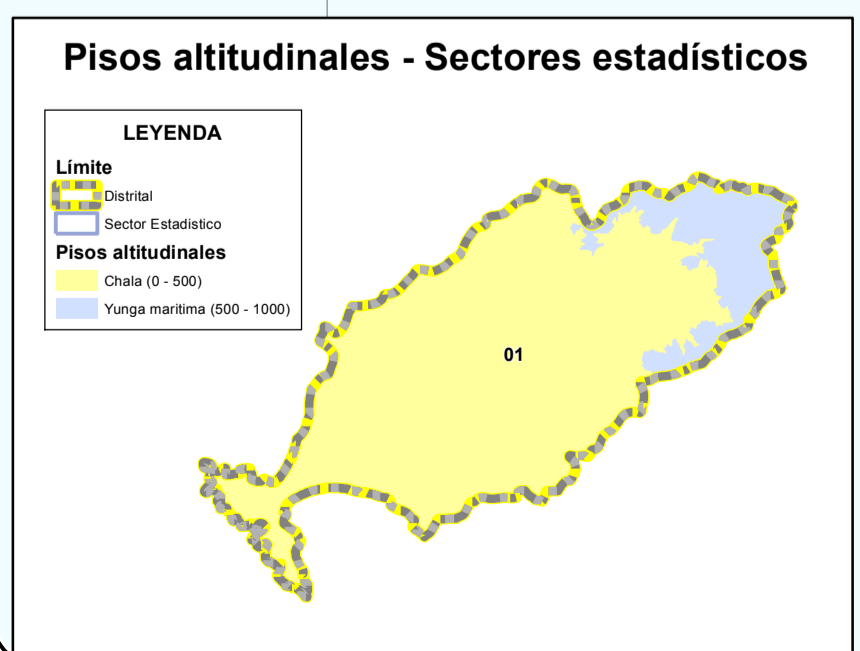 Pisos altitudinales - Sectores estadísticos
LEYENDA
Límite
Distrital
Sector Estadistico
Pisos altitudinales
Chala (0 - 500)
Yunga maritima (500 - 1000)
01